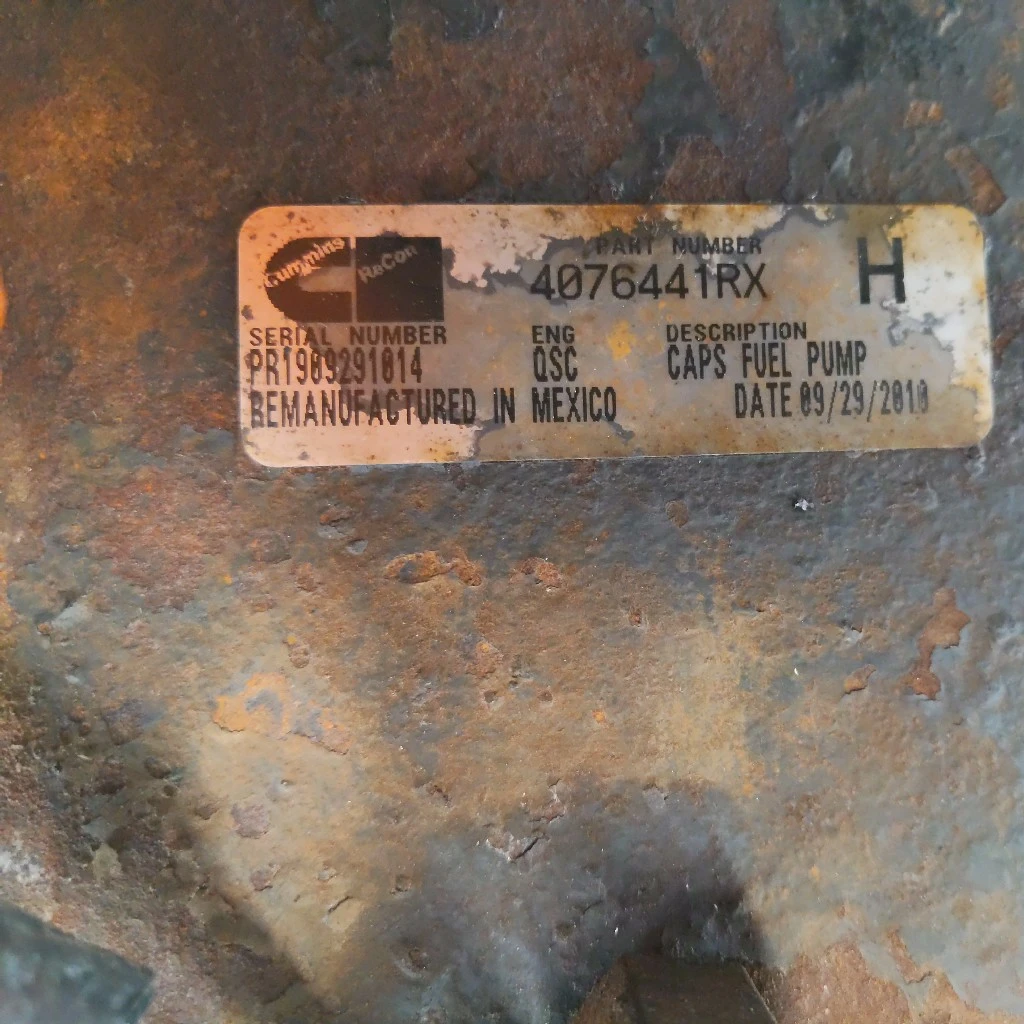 Cummins ReCon
PART NUMBER
4076441RX
H
SERIAL NUMBER ENG DESCRIPTION
PR1909291014 QSC CAPS FUEL PUMP
REMANUFACTURED IN MEXICO DATE 09/29/2010